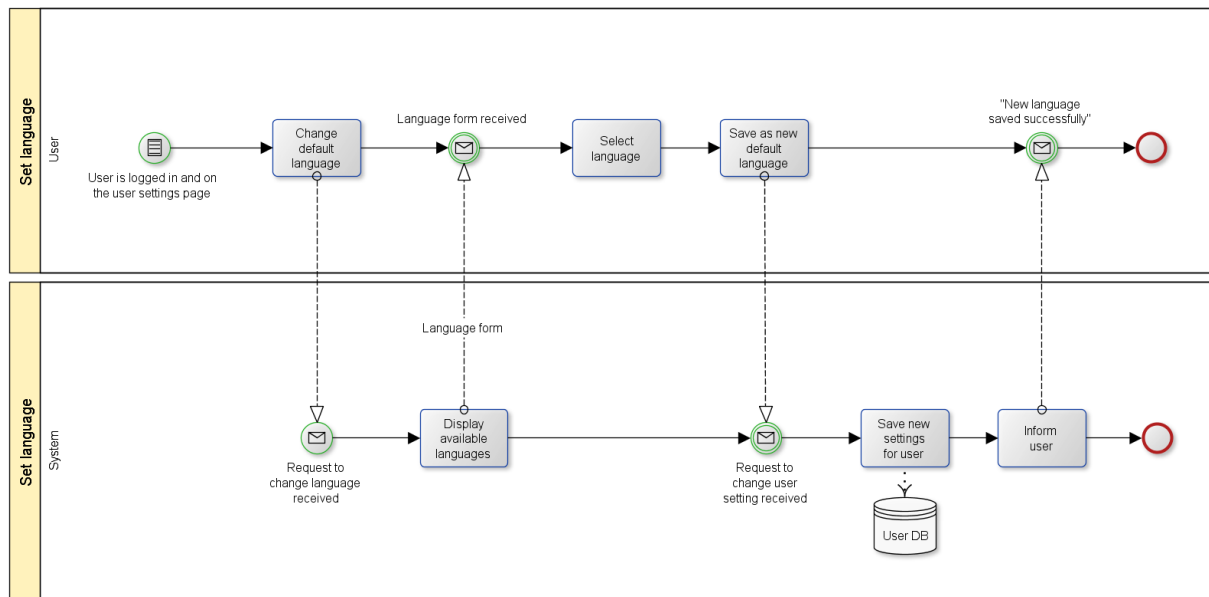 Set language
User
User is logged in and on
the user settings page
Change
default
language
Language form received
Select
language
Save as new
default
language
"New language
saved successfully"
Set language
System
Language form
Request to
change language
received
Display
available
languages
Request to
change user
setting received
Save new
settings
for user
User DB
Inform
user